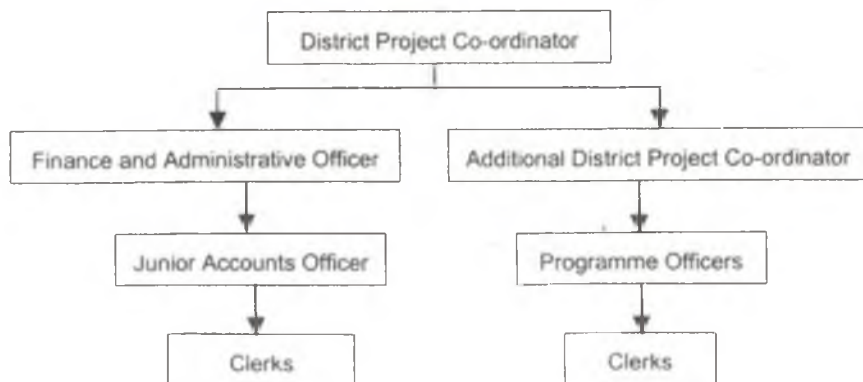 District Project Co-ordinator
Finance and Administrative Officer
Additional District Project Co-ordinator
Junior Accounts Officer
Programme Officers
Clerks
Clerks